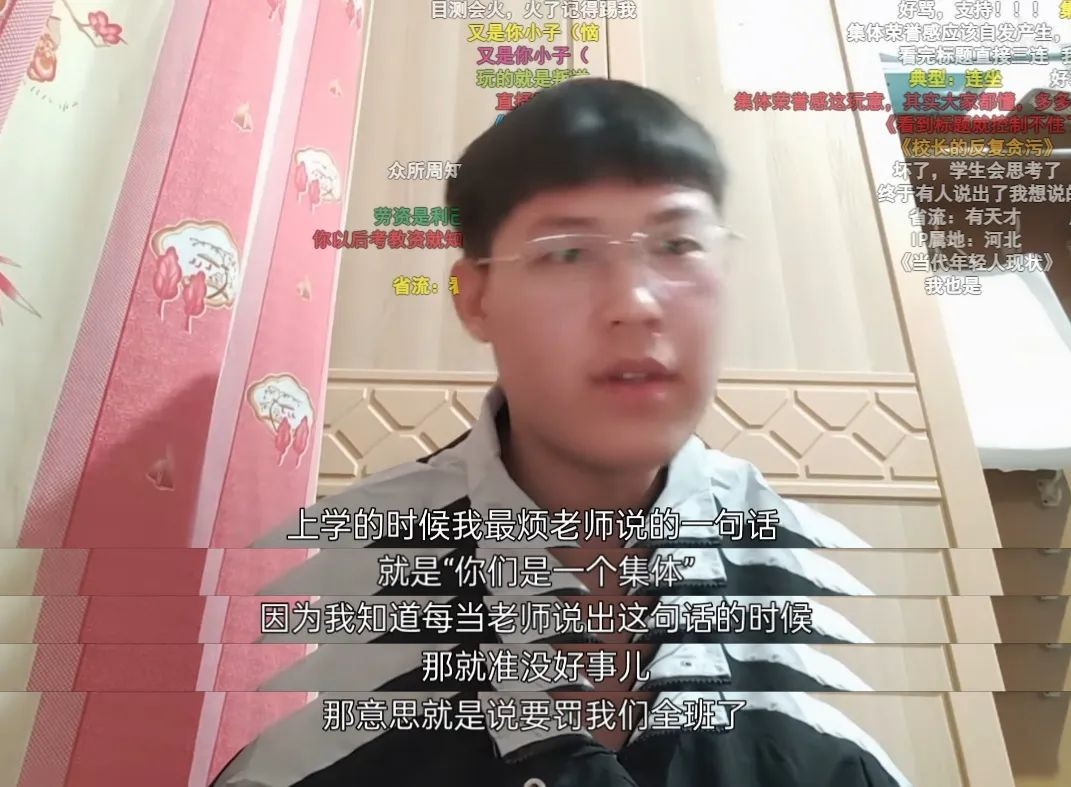 目测会火，火了记得踢我
又是你小子（恼
又是你小子（
玩的就是叛逆
众所周知
劳资是利己
你以后考教资就知
省流：看
好骂，支持！！！
集体荣誉感应该自发产生，
看完标题直接三连
典型：连坐
集体荣誉感这玩意，其实大家都懂，多多
《看到标题就控制不住
《校长的反复贪污》
坏了，学生会思考了
终于有人说出了我想说的
省流：有天才
IP属地：河北
《当代年轻人现状》
我也是
上学的时候我最烦老师说的一句话
就是“你们是一个集体”
因为我知道每当老师说出这句话的时候
那就准没好事儿
那意思就是说要罚我们全班了